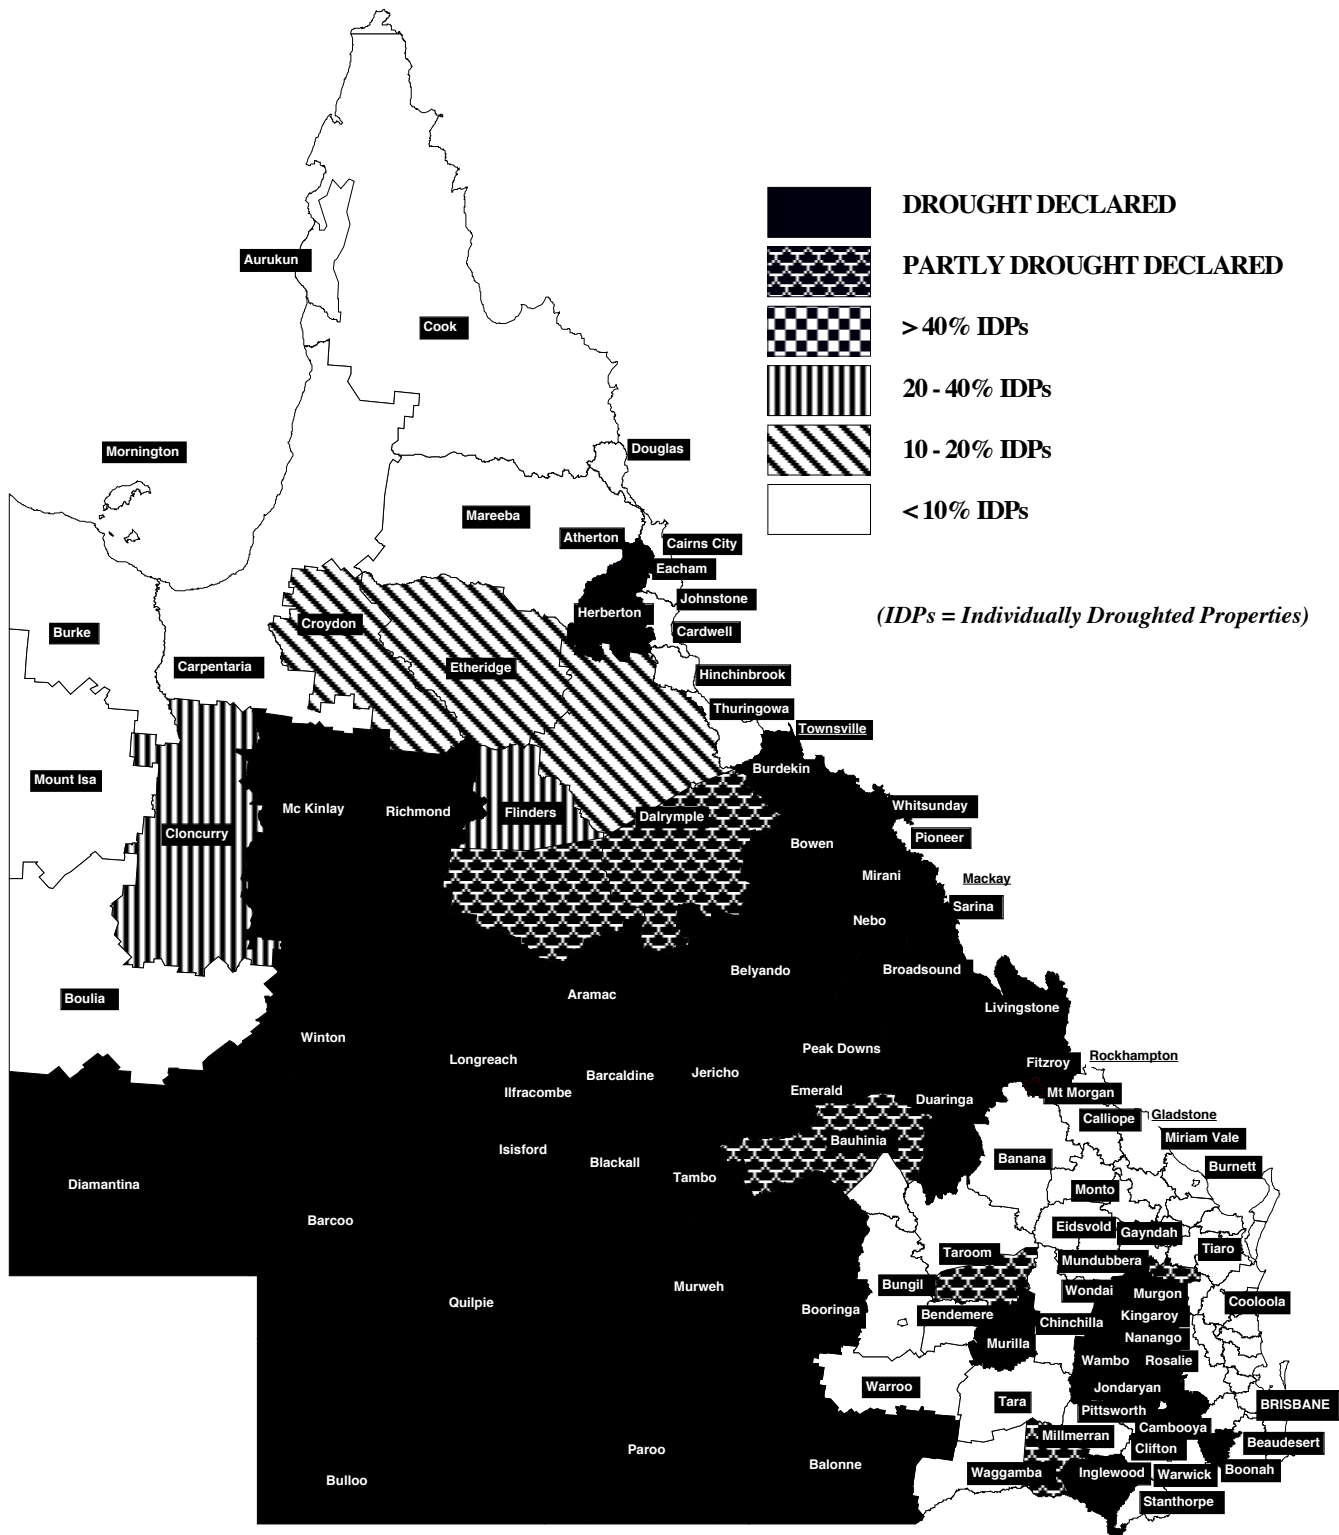 DROUGHT DECLARED
PARTLY DROUGHT DECLARED
Aurukun
> 40% IDPs
Cook
20 - 40% IDPs
Mornington
Douglas
10 - 20% IDPs
Mareeba
< 10% IDPs
Atherton
Cairns City
Eacham
Johnstone
Herberton
(IDPs = Individually Droughted Properties)
Croydon
Burke
Cardwell
Carpentaria
Etheridge
Hinchinbrook
Thuringowa
Townsville
Burdekin
Mount Isa
Mc Kinlay
Richmond
Flinders
Dalrymple
Whitsunday
Cloncurry
Bowen
Pioneer
Mirani
Mackay
Sarina
Nebo
Belyando
Broadsound
Boulia
Aramac
Livingstone
Winton
Longreach
Peak Downs
Rockhampton
Fitzroy
Barcaldine
Jericho
Ilfracombe
Emerald
Duaringa
Mt Morgan
Calliope
Gladstone
Bauhinia
Miriam Vale
Isisford
Blackall
Banana
Burnett
Diamantina
Tambo
Monto
Barcoo
Eidsvold
Gayndah
Taroom
Tiaro
Mundubbera
Murweh
Bungil
Wondai
Murgon
Quilpie
Booringa
Cooloola
Bendemere
Chinchilla
Kingaroy
Murilla
Nanango
Wambo
Rosalie
Warroo
Jondaryan
Tara
BRISBANE
Pittsworth
Cambooya
Millmerran
Paroo
Clifton
Beaudesert
Balonne
Waggamba
Inglewood
Warwick
Boonah
Bulloo
Stanthorpe